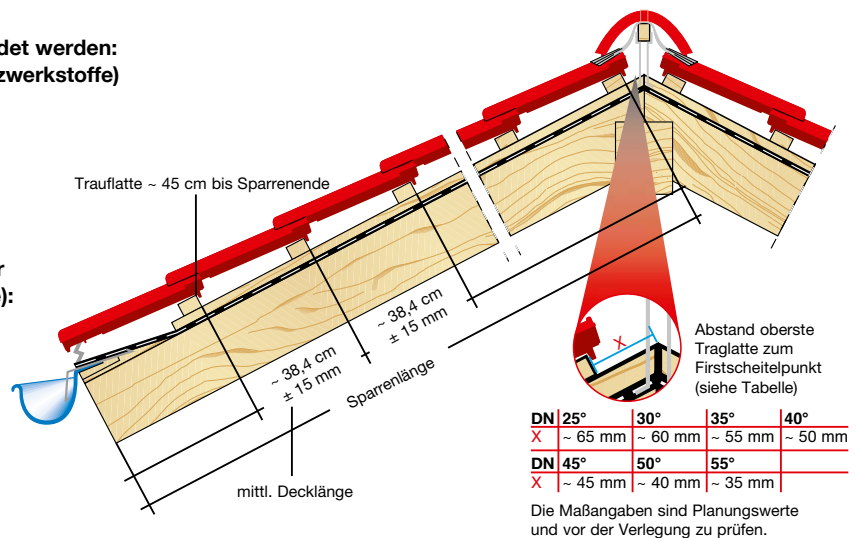 det werden:
zwerkstoffe)
Trauflatte ~ 45 cm bis Sparrenende
r
):
~ 38,4 cm
± 15 mm
~ 38,4 cm
± 15 mm
Sparrenlänge
mittl. Decklänge
X
Abstand oberste
Traglatte zum
Firstscheitelpunkt
(siehe Tabelle)
DN 25° 30° 35° 40°
X ~ 65 mm ~ 60 mm ~ 55 mm ~ 50 mm
DN 45° 50° 55°
X ~ 45 mm ~ 40 mm ~ 35 mm
Die Maßangaben sind Planungswerte
und vor der Verlegung zu prüfen.